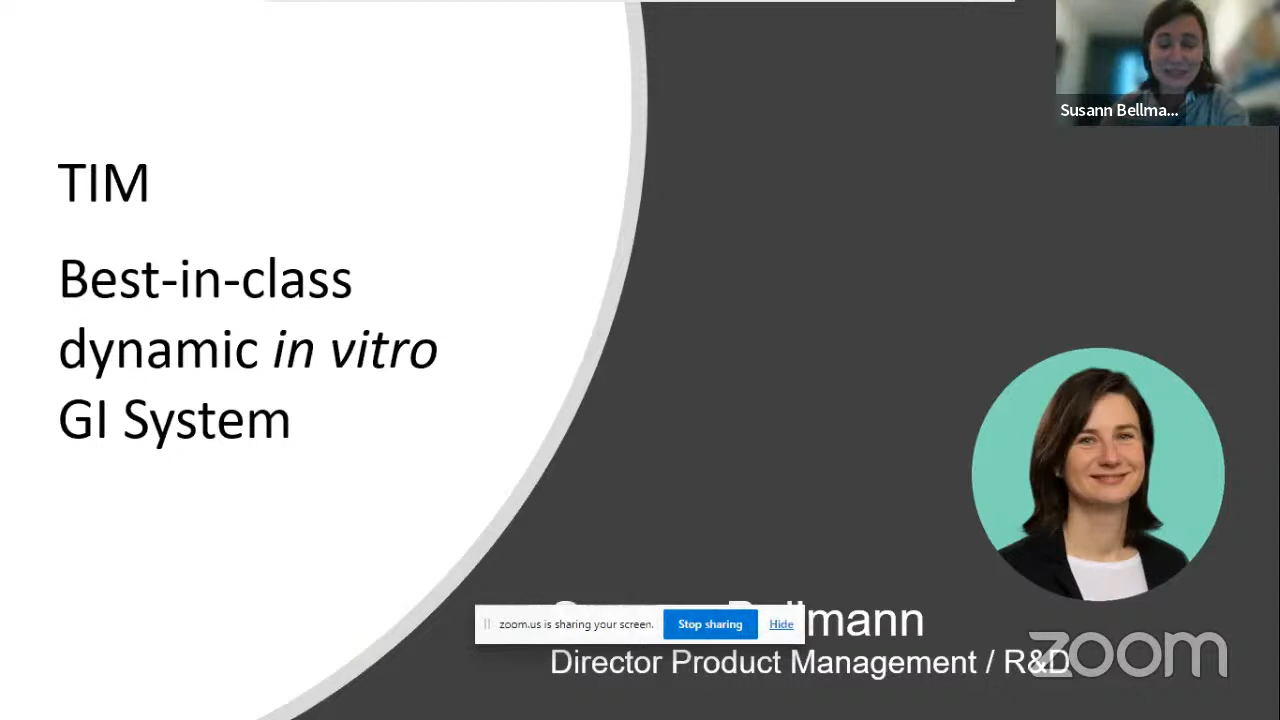 Susann Bellma...
TIM
Best-in-class
dynamic in vitro
GI System
zoom.us is sharing your screen. Stop sharing Hide
Director Product Management / R&D
zoom